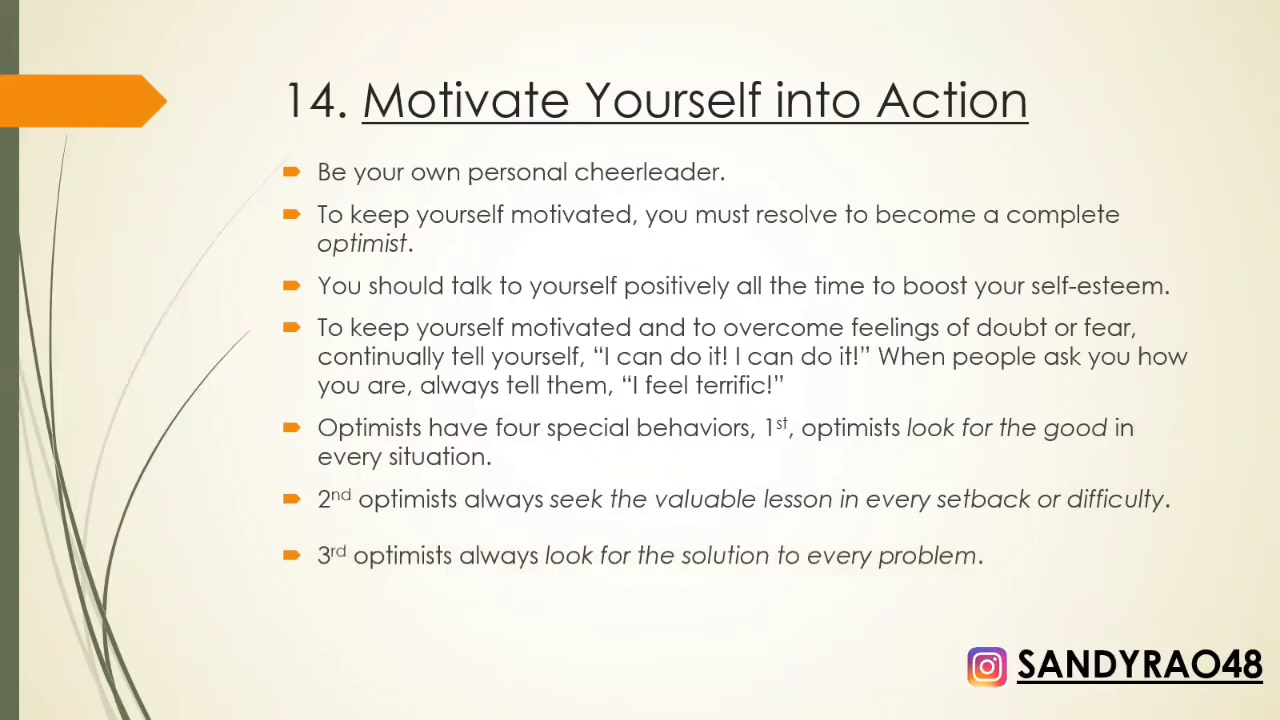 14. Motivate Yourself into Action
Be your own personal cheerleader.
To keep yourself motivated, you must resolve to become a complete
optimist.
You should talk to yourself positively all the time to boost your self-esteem.
To keep yourself motivated and to overcome feelings of doubt or fear,
continually tell yourself, “I can do it! I can do it!” When people ask you how
you are, always tell them, “I feel terrific!”
Optimists have four special behaviors, 1st, optimists look for the good in
every situation.
2nd optimists always seek the valuable lesson in every setback or difficulty.
3rd optimists always look for the solution to every problem.
SANDYRAO48